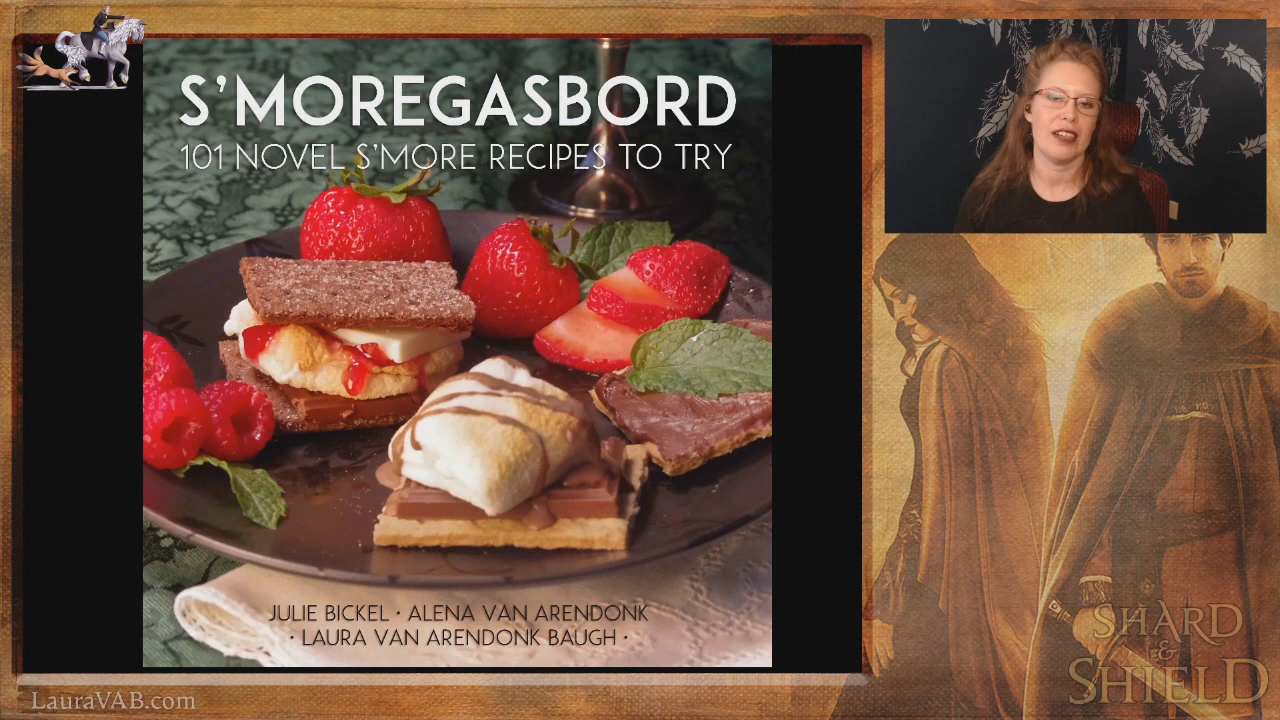 S'MOREGASBORD
101 NOVEL S'MORE RECIPES TO TRY
JULIE BICKEL • ALENA VAN ARENDONK
• LAURA VAN ARENDONK BAUGH •
SHARD
&
SHIELD
LauraVAB.com